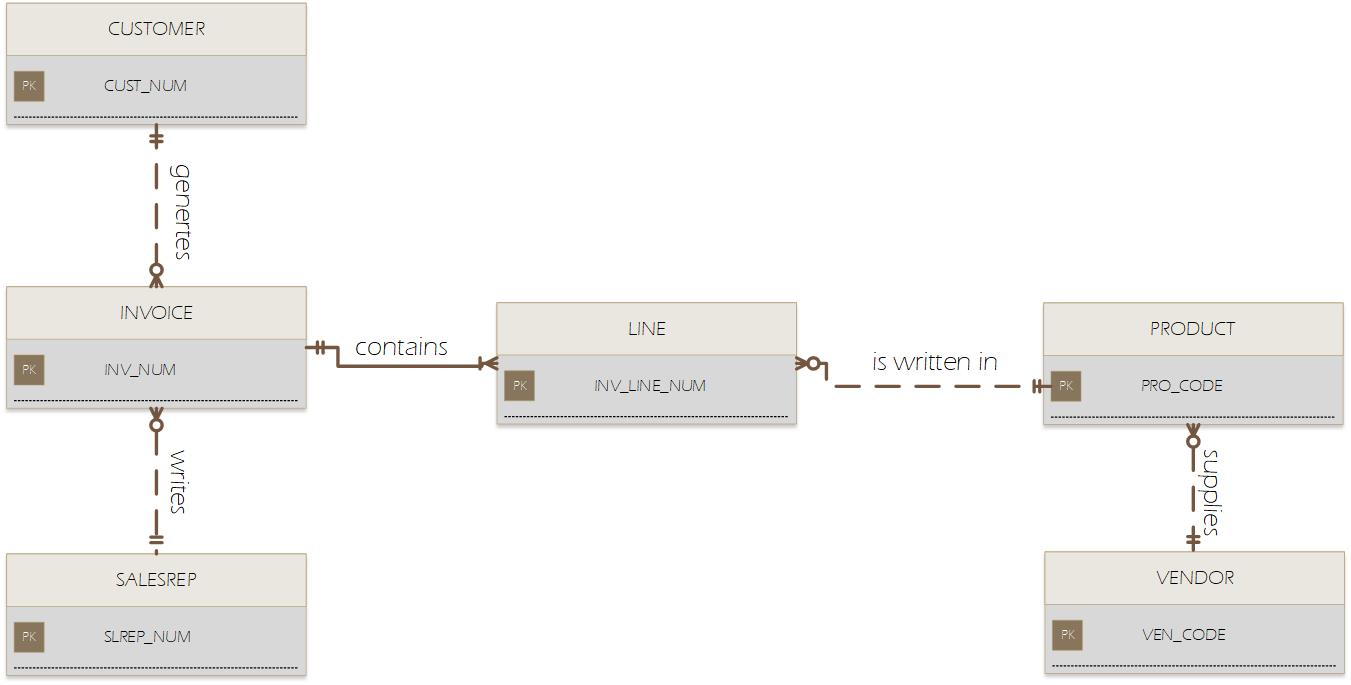 CUSTOMER
PK CUST_NUM
genertes
INVOICE
PK INV_NUM
contains
LINE
PK INV_LINE_NUM
is written in
PRODUCT
PK PRO_CODE
writes
supplies
SALESREP
PK SLREP_NUM
VENDOR
PK VEN_CODE